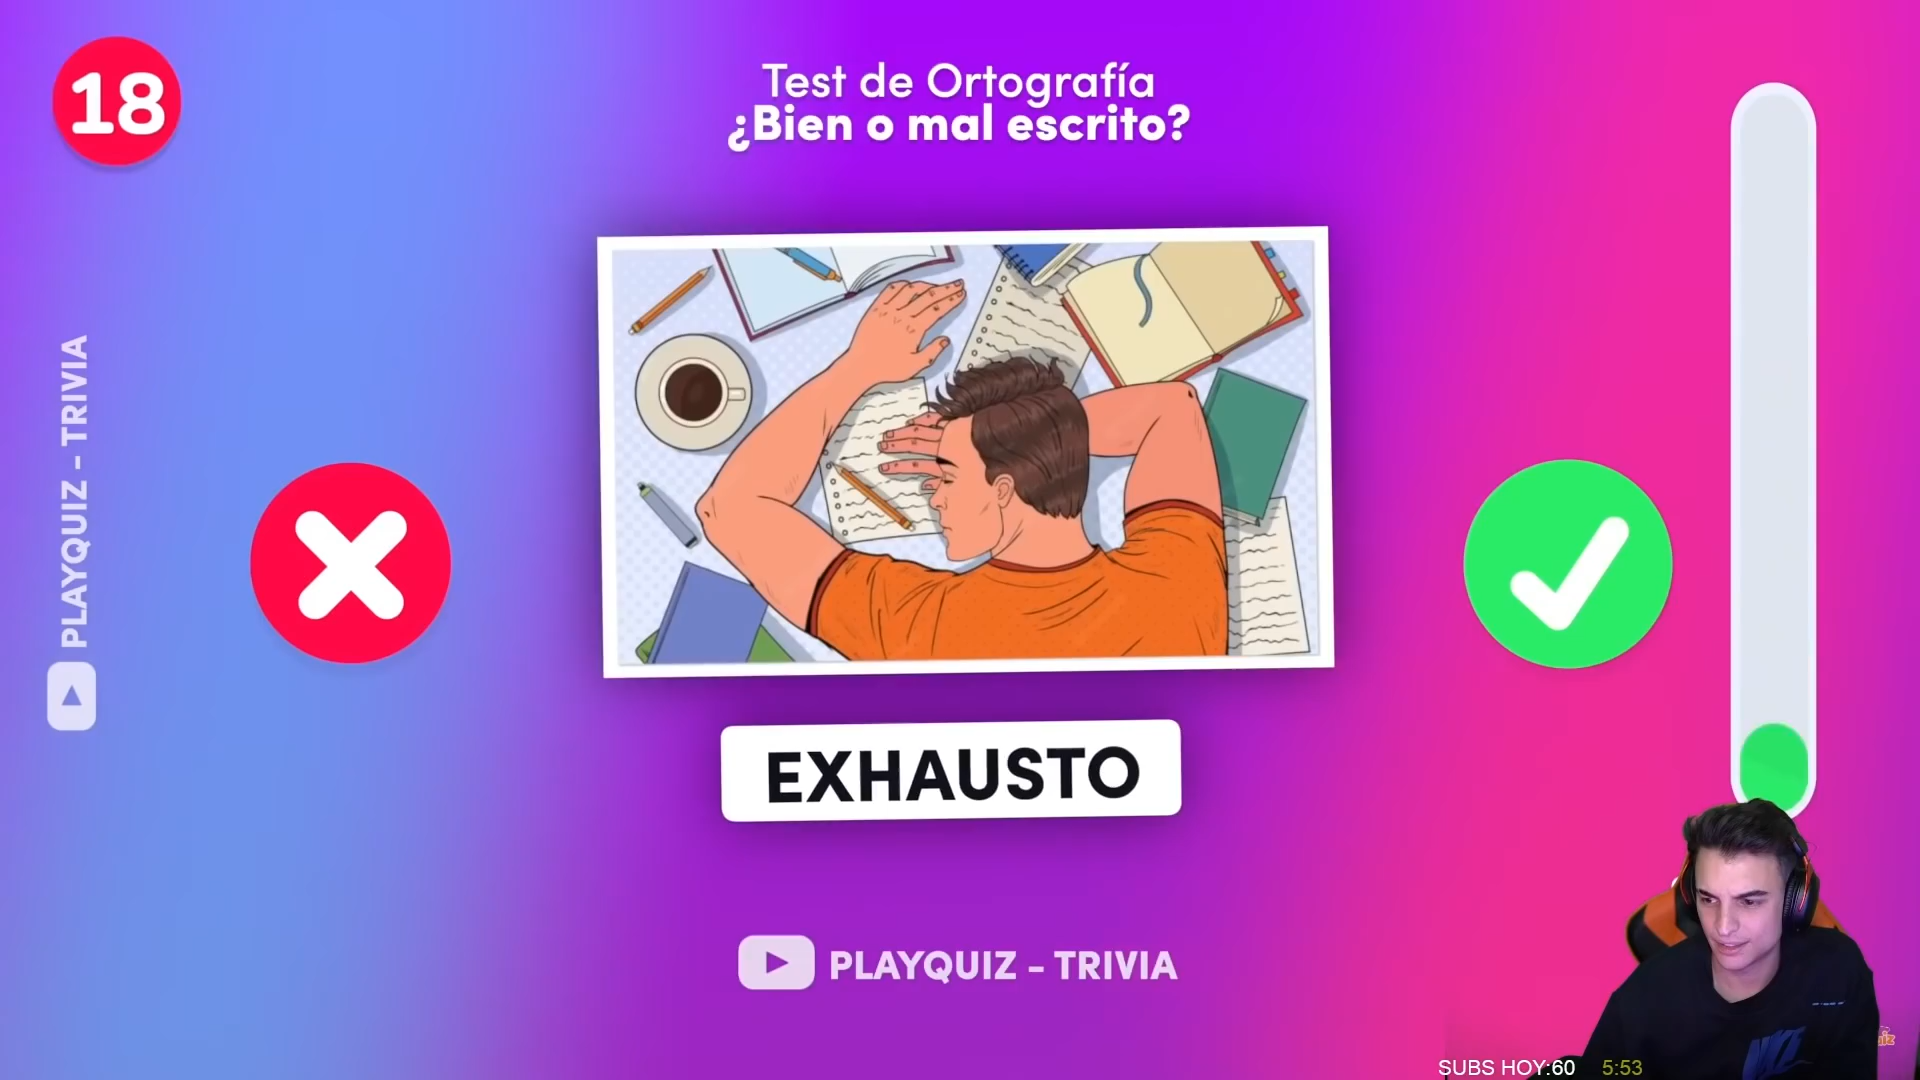 18
Test de Ortografía
¿Bien o mal escrito?
PLAYQUIZ - TRIVIA
EXHAUSTO
PLAYQUIZ - TRIVIA
SUBS HOY:60 5:53